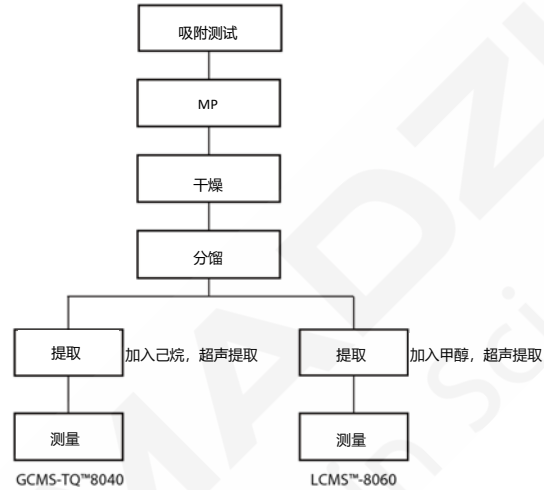 吸附测试
MP
干燥
分馏
提取 加入己烷，超声提取
提取 加入甲醇，超声提取
测量
测量
GCMS-TQ™8040
LCMS™-8060